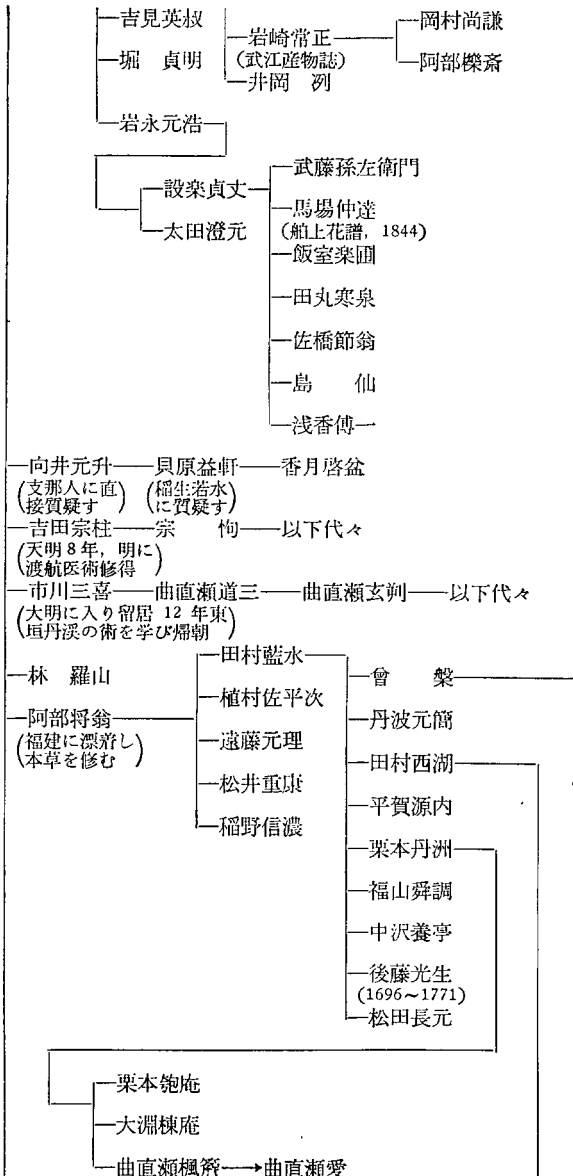 吉見英叔
岩崎常正
岡村尚謙
(武江産物誌)
堀 貞明
阿部櫟斎
井岡 冽
岩永元浩
武藤孫左衛門
設楽貞丈
馬場仲達
太田澄元
(舶上花譜, 1844)
飯室楽圃
田丸寒泉
佐橋節翁
島 仙
浅香傅一
向井元升 貝原益軒 香月啓益
(支那人に直接質疑す) (稲生若水に質疑す)
吉田宗桂 宗 恂 以下代々
(天明8年, 明に渡航医術修得)
市川三喜 曲直瀬道三 曲直瀬玄判 以下代々
(大明に入り留居 12 年東垣丹渓の術を学び帰朝)
林 羅山
田村藍水
曾 槃
植村佐平次
阿部将翁
丹波元簡
(福建に漂着し本草を修む)
遠藤元理
田村西湖
松井重康
平賀源内
稲野信濃
栗本丹洲
福山舜調
中沢養亭
後藤光生
(1696～1771)
松田長元
栗本匏庵
大淵棟庵
曲直瀬楓䈎→曲直瀬愛